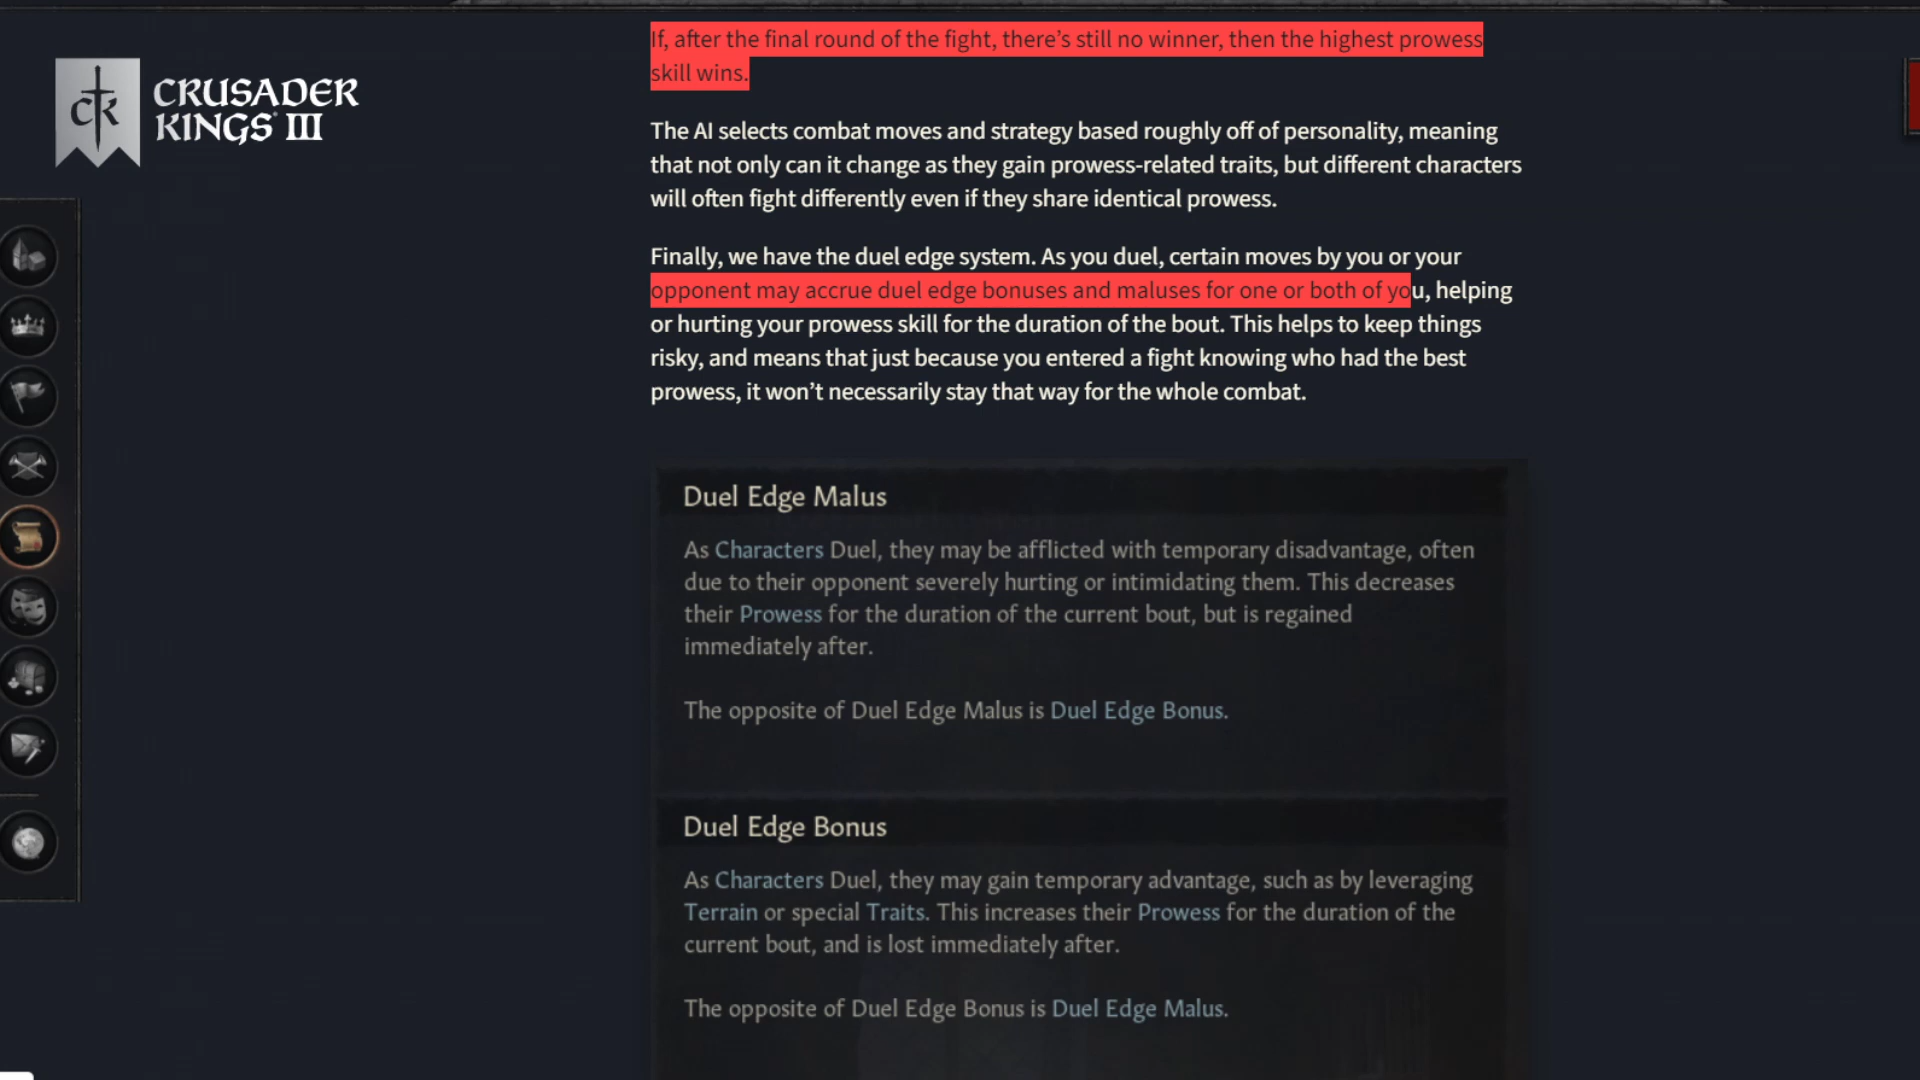 If, after the final round of the fight, there's still no winner, then the highest prowess
skill wins.
CK
CRUSADER
KINGS III
The AI selects combat moves and strategy based roughly off of personality, meaning
that not only can it change as they gain prowess-related traits, but different characters
will often fight differently even if they share identical prowess.
Finally, we have the duel edge system. As you duel, certain moves by you or your
opponent may accrue duel edge bonuses and maluses for one or both of you, helping
or hurting your prowess skill for the duration of the bout. This helps to keep things
risky, and means that just because you entered a fight knowing who had the best
prowess, it won't necessarily stay that way for the whole combat.
Duel Edge Malus
As Characters Duel, they may be afflicted with temporary disadvantage, often
due to their opponent severely hurting or intimidating them. This decreases
their Prowess for the duration of the current bout, but is regained
immediately after.
The opposite of Duel Edge Malus is Duel Edge Bonus.
Duel Edge Bonus
As Characters Duel, they may gain temporary advantage, such as by leveraging
Terrain or special Traits. This increases their Prowess for the duration of the
current bout, and is lost immediately after.
The opposite of Duel Edge Bonus is Duel Edge Malus.